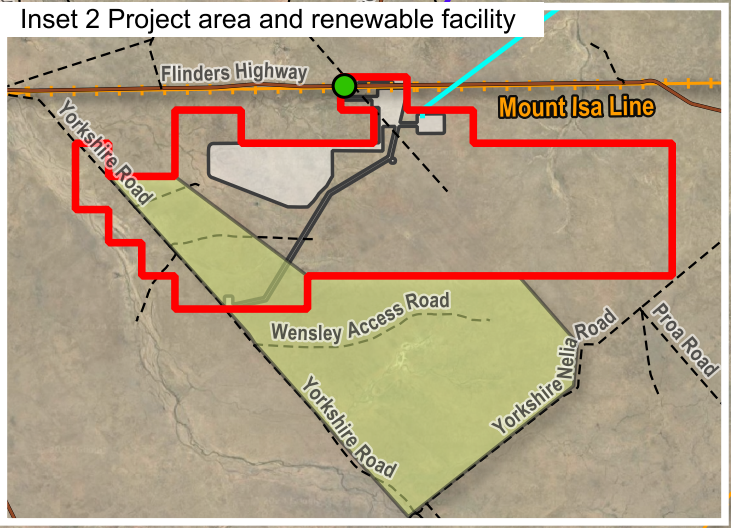 Inset 2 Project area and renewable facility
Flinders Highway
Mount Isa Line
Yorkshire Road
Wensley Access Road
Yorkshire Nelia Road
Proa Road
Yorkshire Road